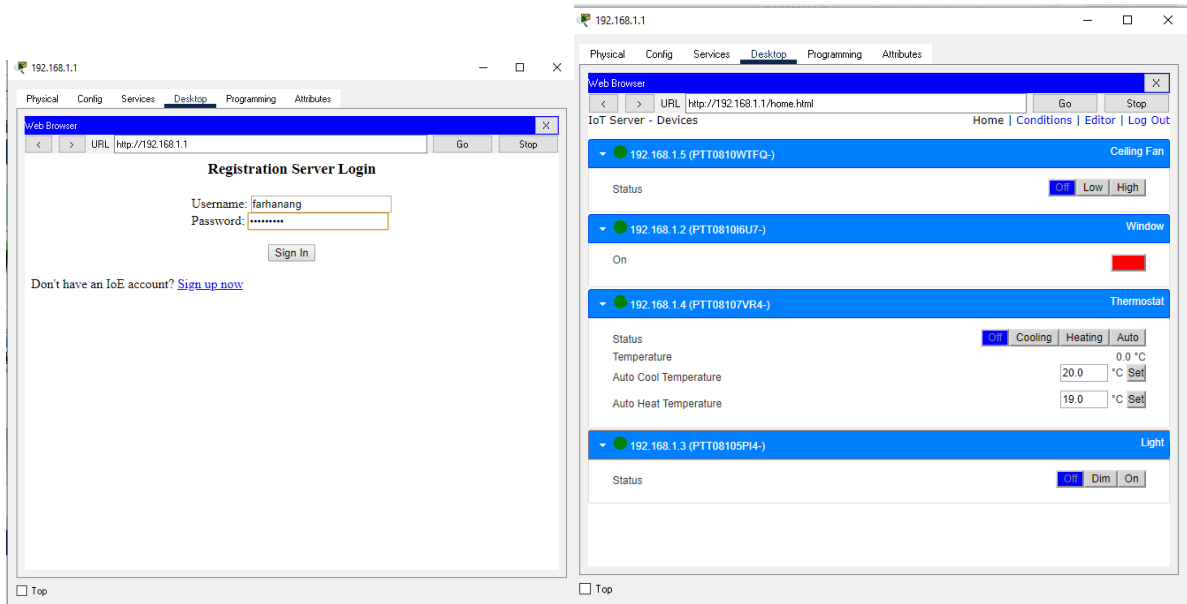 192.168.1.1
Physical Config Services Desktop Programming Attributes
Web Browser X
< > URL http://192.168.1.1 Go Stop
Registration Server Login
Username: farhanang
Password: •••••••••
Sign In
Don't have an IoE account? Sign up now
Top
192.168.1.1
Physical Config Services Desktop Programming Attributes
Web Browser X
< > URL http://192.168.1.1/home.html Go Stop
IoT Server - Devices Home | Conditions | Editor | Log Out
192.168.1.5 (PTT0810WTFQ-) Ceiling Fan
Status Off Low High
192.168.1.2 (PTT0810I6U7-) Window
On
192.168.1.4 (PTT08107VR4-) Thermostat
Status Off Cooling Heating Auto
Temperature 0.0 °C
Auto Cool Temperature 20.0 °C Set
Auto Heat Temperature 19.0 °C Set
192.168.1.3 (PTT08105PI4-) Light
Status Off Dim On
Top